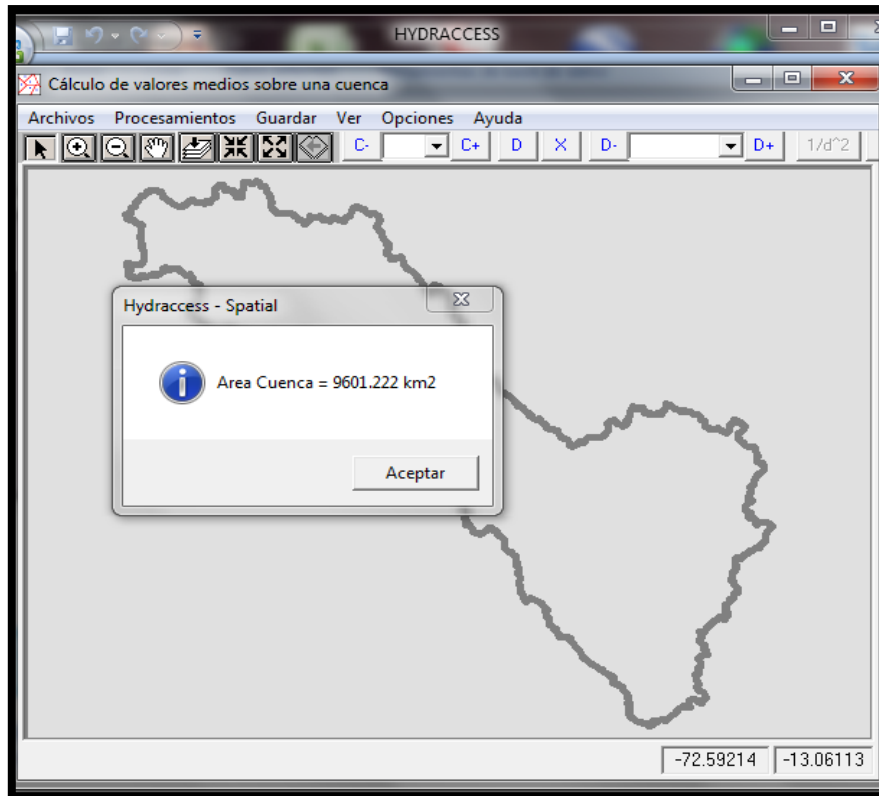 HYDRACCESS
Cálculo de valores medios sobre una cuenca
Archivos Procesamientos Guardar Ver Opciones Ayuda
C- C+ D X D- D+ 1/d^2
Hydraccess - Spatial
Area Cuenca = 9601.222 km2
Aceptar
-72.59214 -13.06113